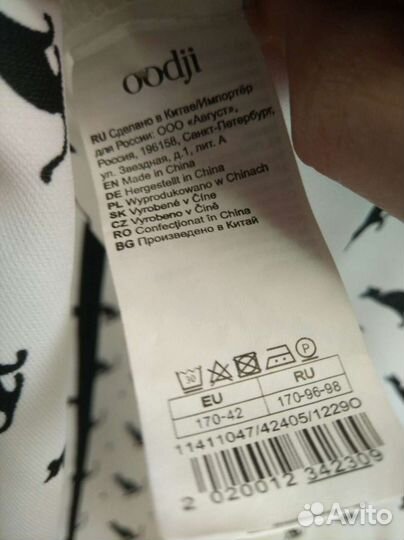 oodji
RU Сделано в Китае/Импортёр
для России: ООО «Август»,
Россия, 196158, Санкт-Петербург,
ул. Звездная, д.1, лит. А
EN Made in China
DE Hergestellt in China
PL Wyprodukowano w Chinach
SK Vyrobené v Číne
CZ Vyrobeno v Číně
RO Confecţionat în China
BG Произведено в Китай
30 P
EU RU
170-42 170-96-98
11411047/42405/1229O
2 020012 342309
Avito